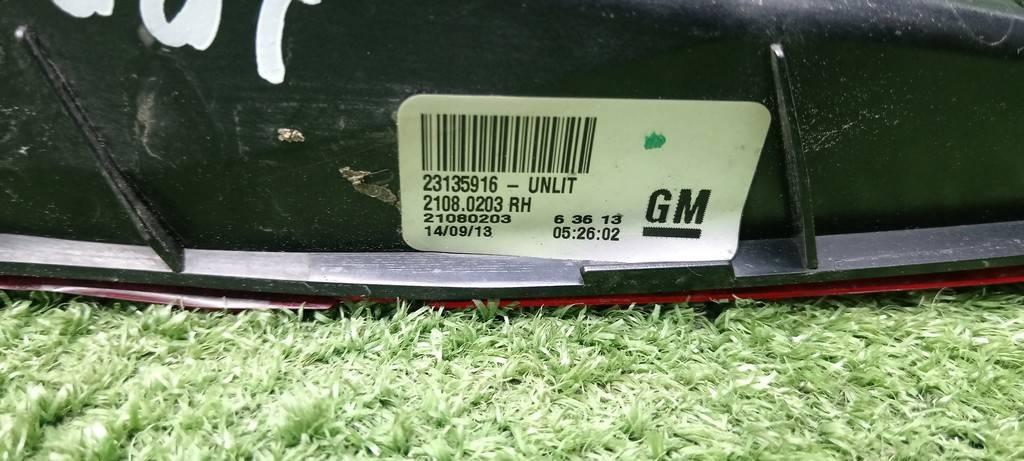 23135916 - UNLIT
2108.0203 RH
21080203 6 36 13
14/09/13 05:26:02
GM